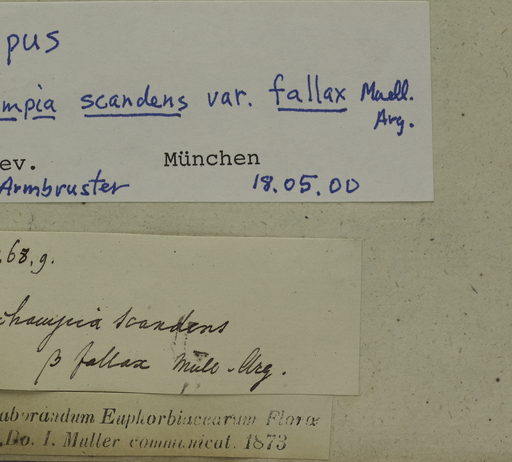 pus
mpia scandens var. fallax Muell.
Arg.
ev. München
Armbruster 18.05.00
68, g.
champia scandens
β fallax Müll-Arg.
aborandum Euphorbiacearum Floræ
Do. I. Muller communicat. 1873